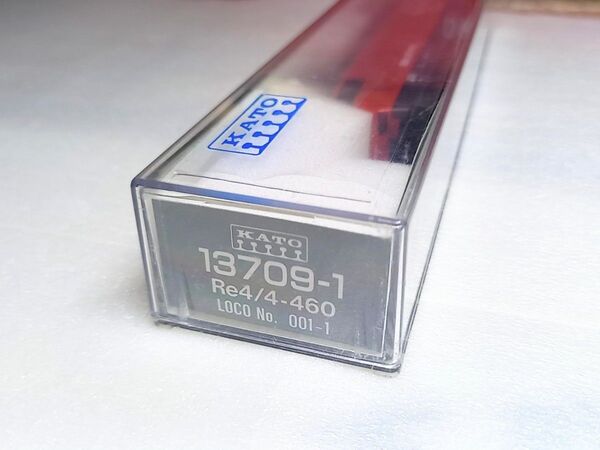 KATO
KATO
13709-1
Re4/4-460
LOCO No. 001-1